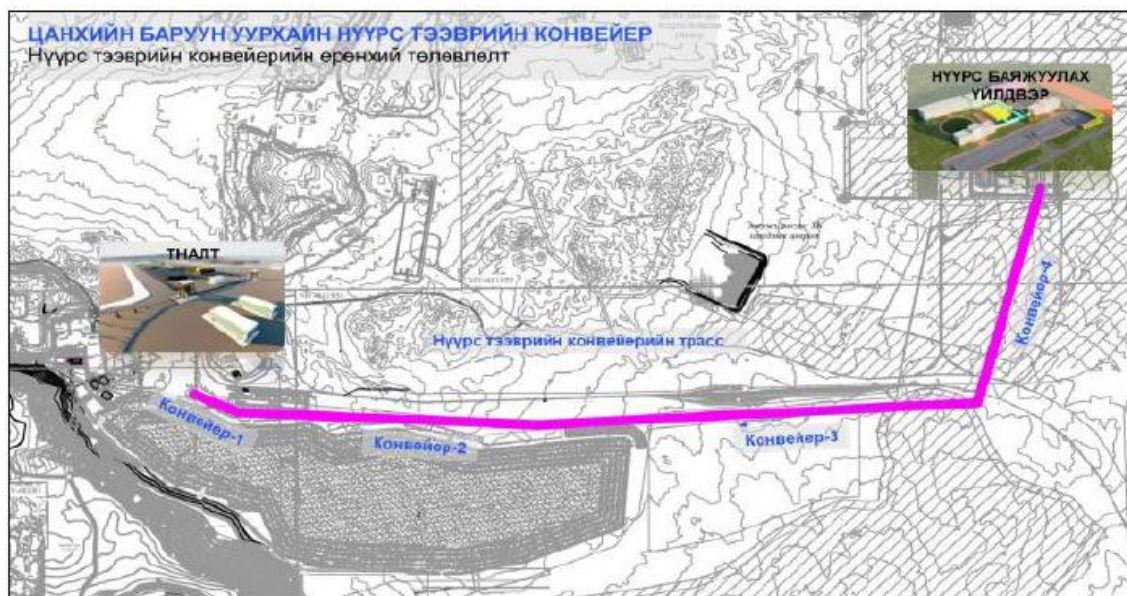 ЦАНХИЙН БАРУУН УУРХАЙН НҮҮРС ТЭЭВРИЙН КОНВЕЙЕР
Нүүрс тээврийн конвейерийн ерөнхий төлөвлөлт
НҮҮРС БАЯЖУУЛАХ
ҮЙЛДВЭР
ТНАЛТ
Нүүрс тээврийн конвейерийн трасс
Конвейер-4
Конвейер-1
Конвейер-2
Конвейер-3